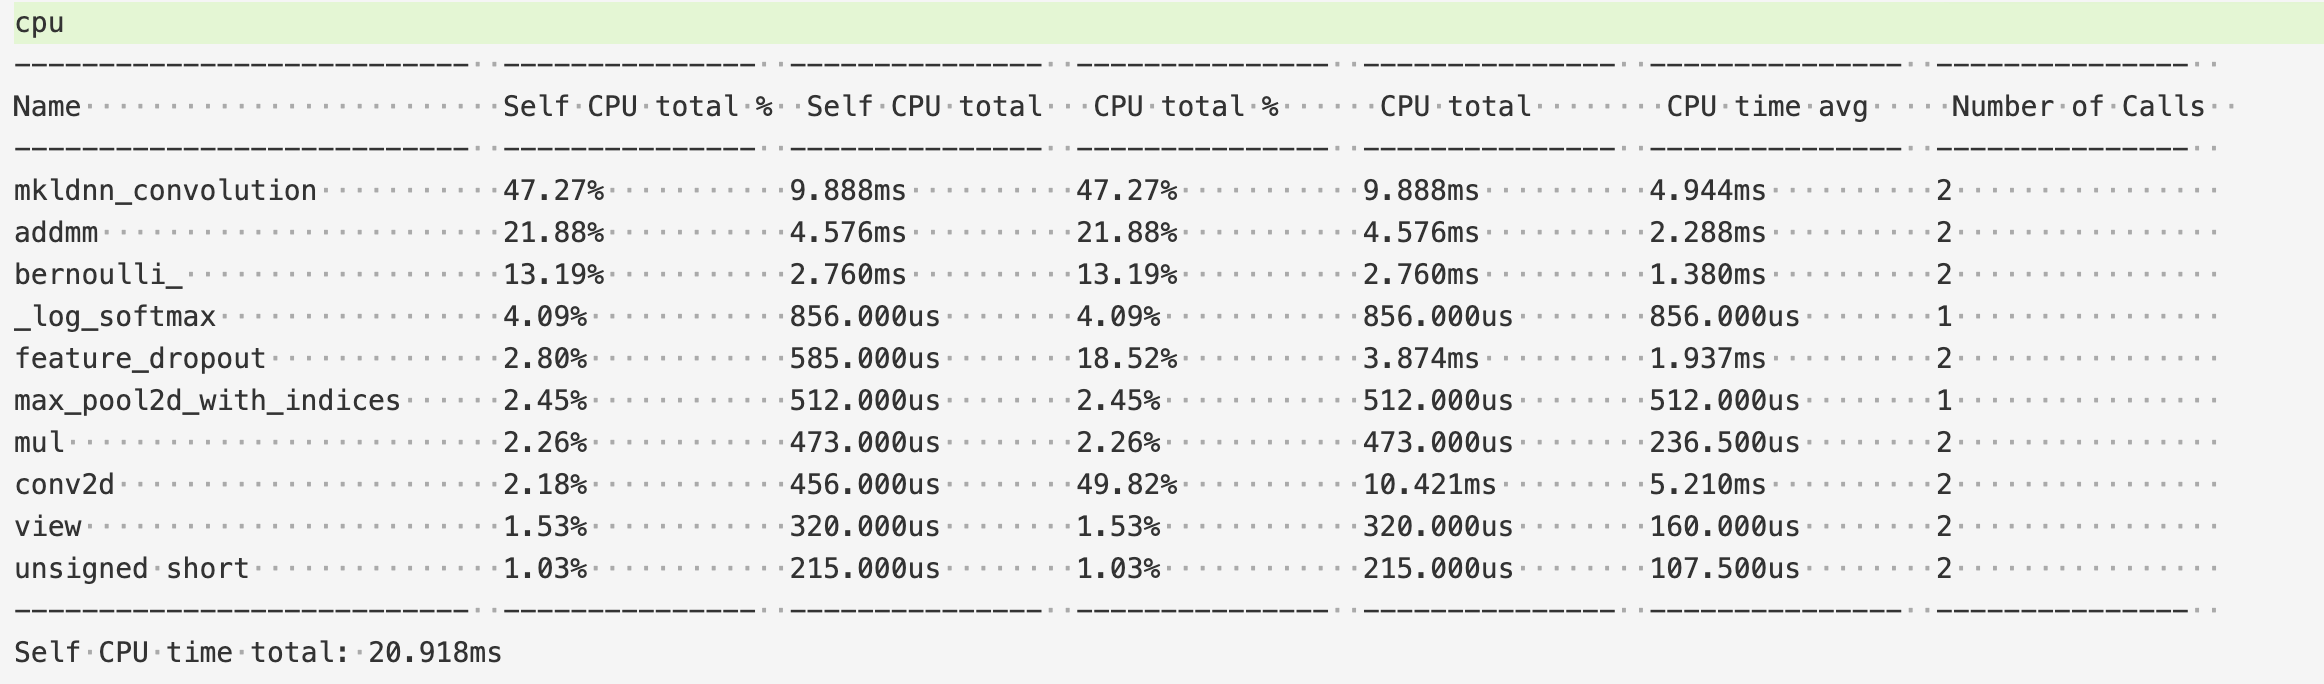 cpu
---------------------------  ---------------  ---------------  ---------------  ---------------  ---------------  ---------------
Name                         Self CPU total %  Self CPU total   CPU total %      CPU total        CPU time avg     Number of Calls
---------------------------  ---------------  ---------------  ---------------  ---------------  ---------------  ---------------
mkldnn_convolution           47.27%           9.888ms          47.27%           9.888ms          4.944ms          2
addmm                        21.88%           4.576ms          21.88%           4.576ms          2.288ms          2
bernoulli_                   13.19%           2.760ms          13.19%           2.760ms          1.380ms          2
_log_softmax                 4.09%            856.000us        4.09%            856.000us        856.000us        1
feature_dropout              2.80%            585.000us        18.52%           3.874ms          1.937ms          2
max_pool2d_with_indices      2.45%            512.000us        2.45%            512.000us        512.000us        1
mul                          2.26%            473.000us        2.26%            473.000us        236.500us        2
conv2d                       2.18%            456.000us        49.82%           10.421ms         5.210ms          2
view                         1.53%            320.000us        1.53%            320.000us        160.000us        2
unsigned short               1.03%            215.000us        1.03%            215.000us        107.500us        2
---------------------------  ---------------  ---------------  ---------------  ---------------  ---------------  ---------------
Self CPU time total: 20.918ms